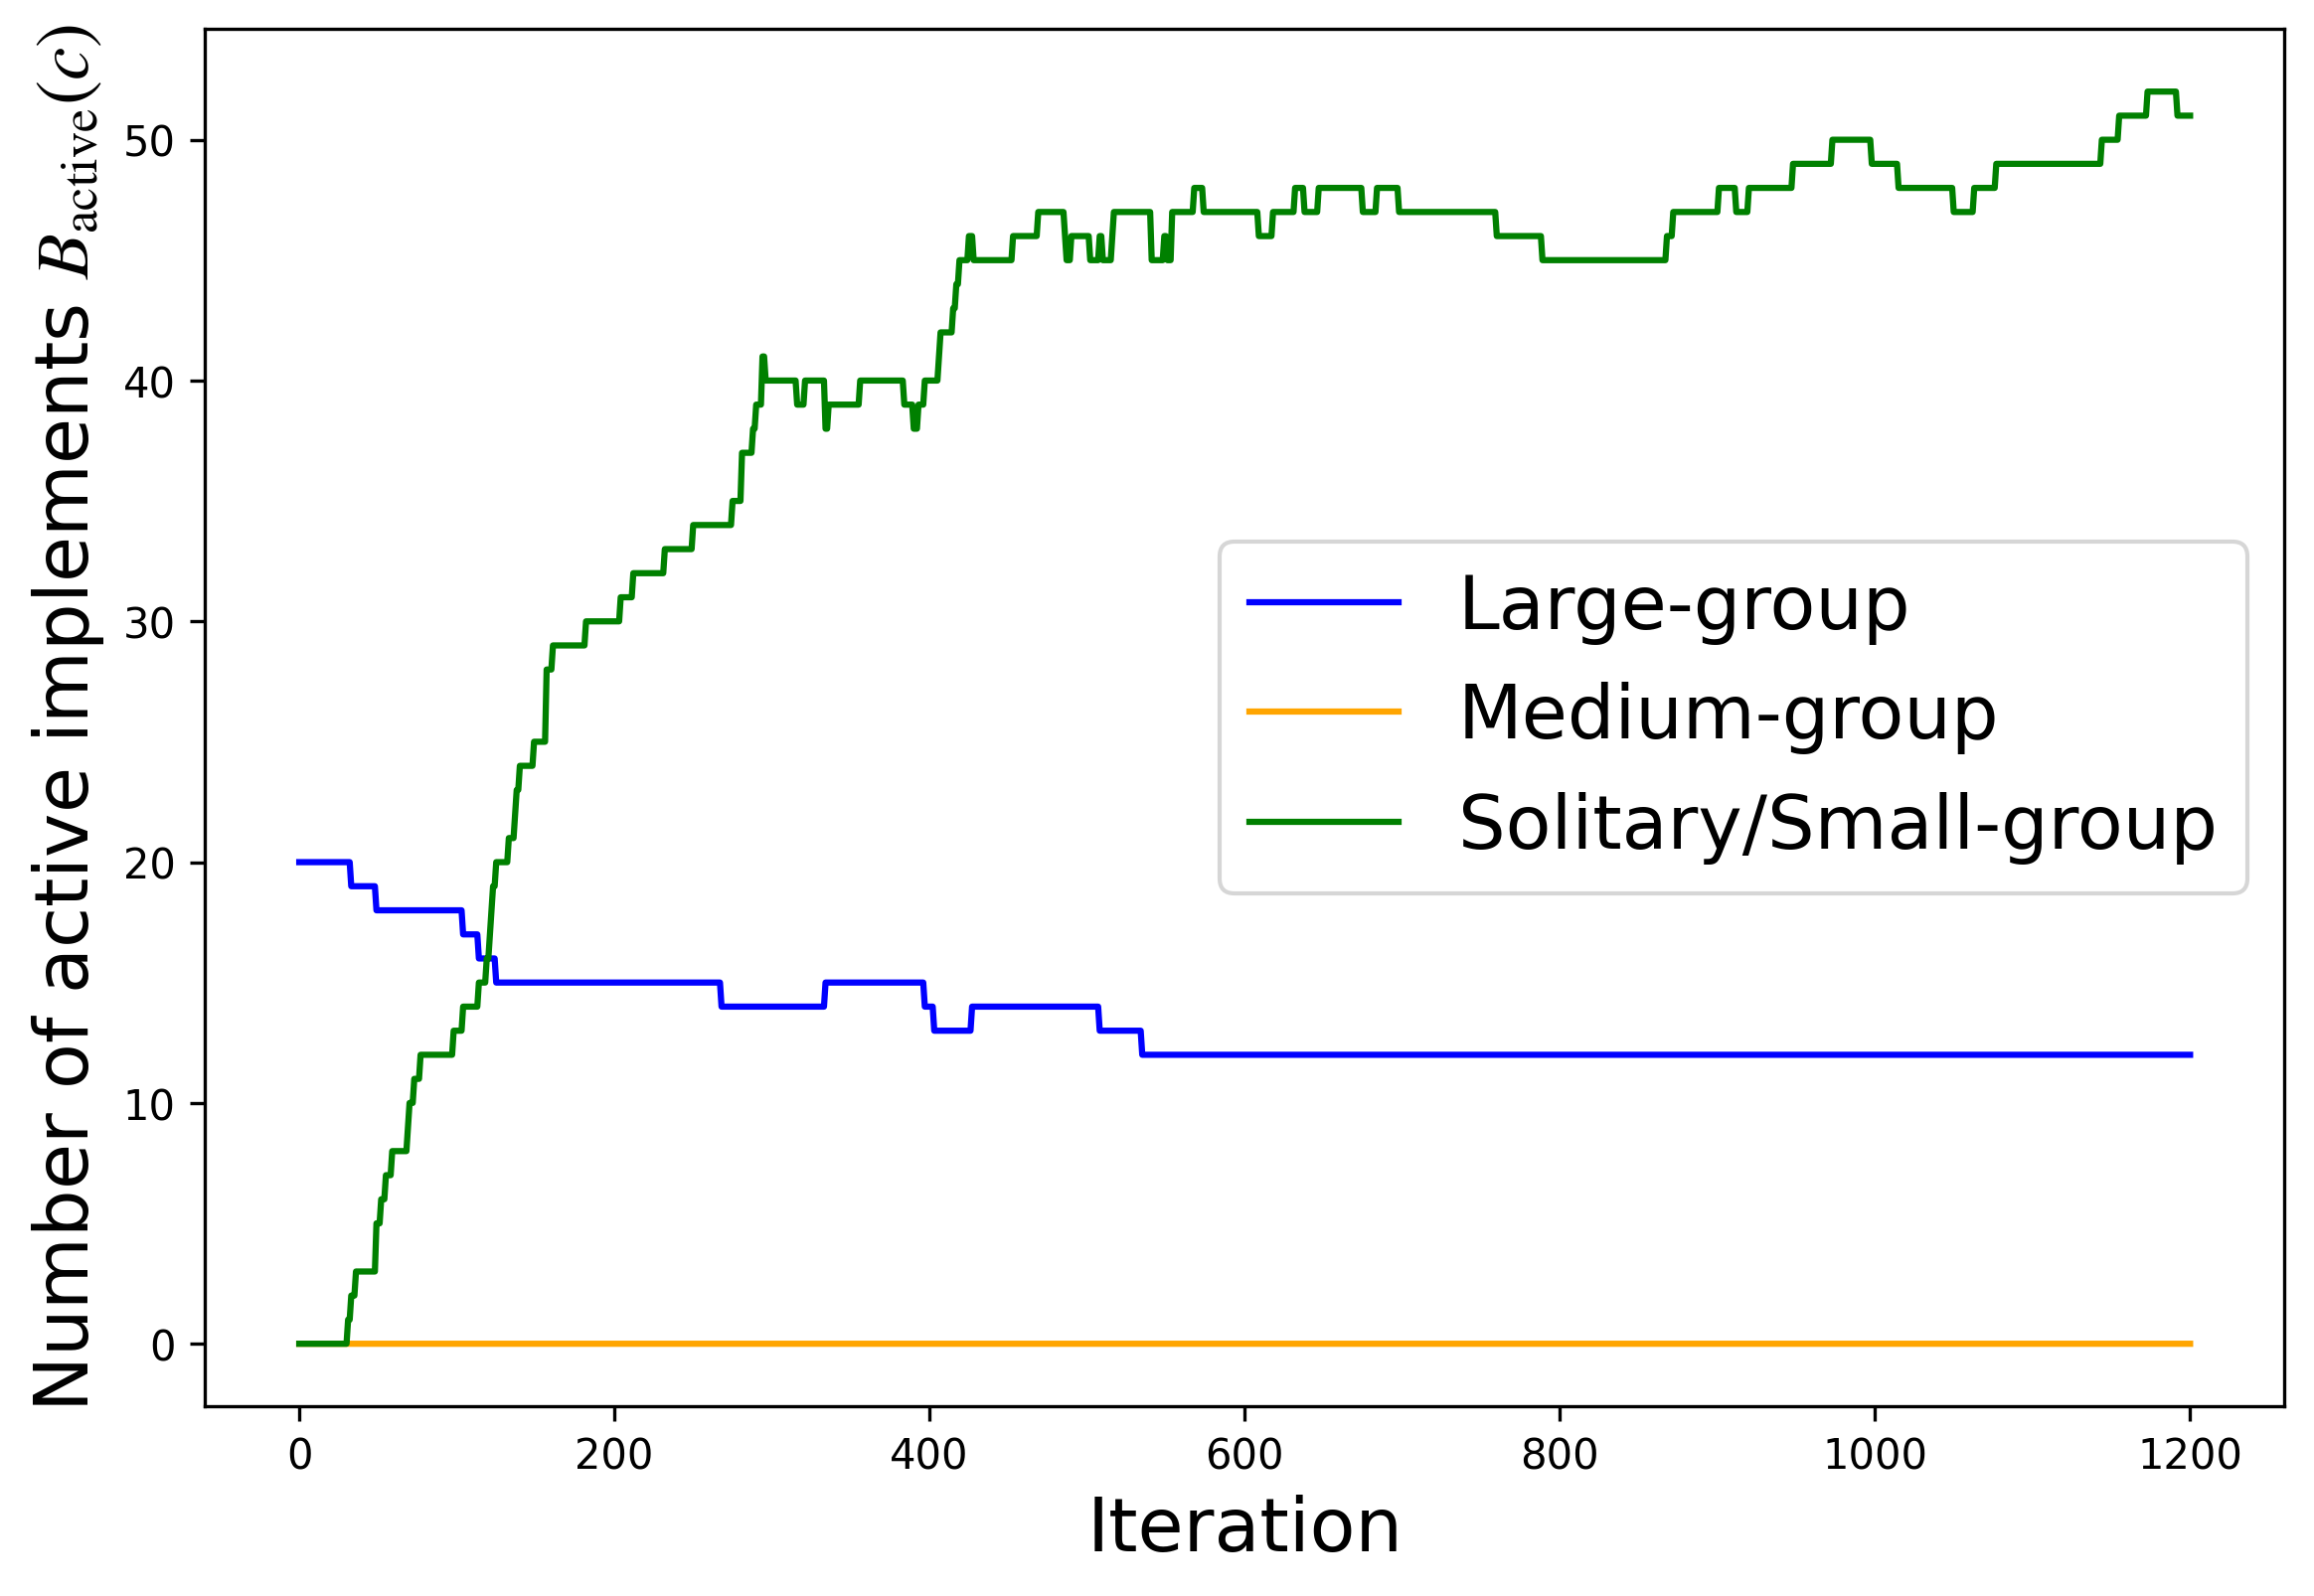 Number of active implements B_active(c)
50
40
30
20
10
0
Large-group
Medium-group
Solitary/Small-group
0 200 400 600 800 1000 1200
Iteration